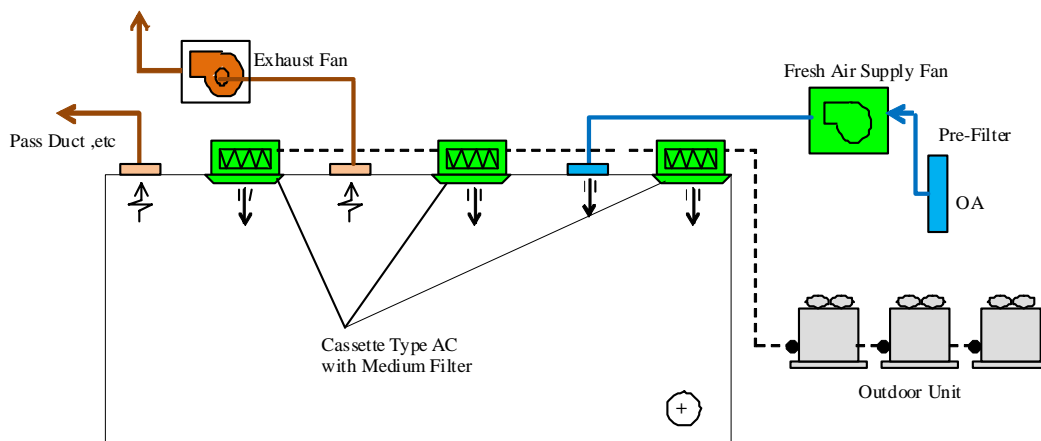 Exhaust Fan
Fresh Air Supply Fan
Pass Duct ,etc
Pre-Filter
OA
Cassette Type AC
with Medium Filter
Outdoor Unit
+